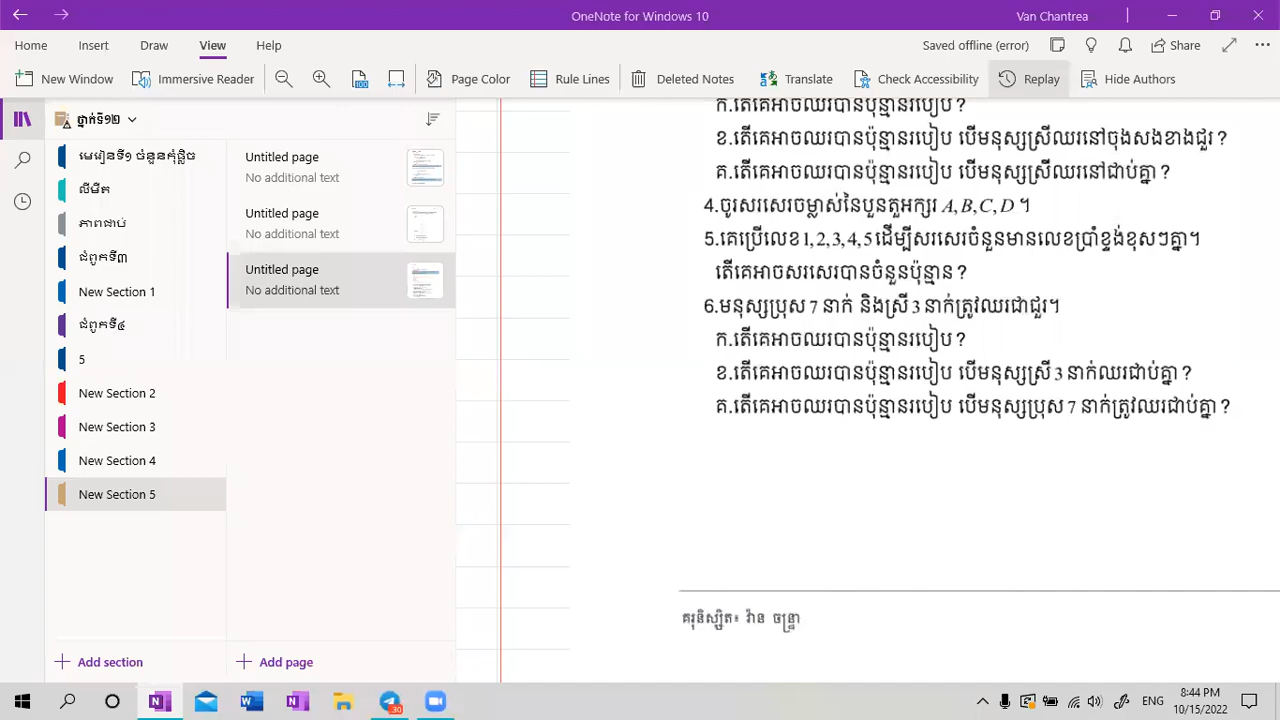 OneNote for Windows 10
Van Chantrea
Home Insert Draw View Help
Saved offline (error)
Share
New Window
Immersive Reader
Page Color
Rule Lines
Deleted Notes
Translate
Check Accessibility
Replay
Hide Authors
ថ្នាក់ទី១២
មេរៀនទី១ ចំនួនកុំផ្លិច
លីមីត
ភាពជាប់
ជំពូកទី៣
New Section 1
ជំពូកទី៤
5
New Section 2
New Section 3
New Section 4
New Section 5
Add section
Untitled page
No additional text
Untitled page
No additional text
Untitled page
No additional text
Add page
ក.តើគេអាចឈរបានប៉ុន្មានរបៀប ?
ខ.តើគេអាចឈរបានប៉ុន្មានរបៀប បើមនុស្សស្រីឈរនៅចុងសងខាងជួរ ?
គ.តើគេអាចឈរបានប៉ុន្មានរបៀប បើមនុស្សស្រីឈរនៅជាប់គ្នា ?
4.ចូរសរសេរចម្លាស់នៃបួនតួអក្សរ A, B, C, D ។
5.គេប្រើលេខ 1, 2, 3, 4, 5 ដើម្បីសរសេរចំនួនមានលេខប្រាំខ្ទង់ខុសៗគ្នា។
តើគេអាចសរសេរបានចំនួនប៉ុន្មាន ?
6.មនុស្សប្រុស 7 នាក់ និងស្រី 3 នាក់ត្រូវឈរជាជួរ។
ក.តើគេអាចឈរបានប៉ុន្មានរបៀប ?
ខ.តើគេអាចឈរបានប៉ុន្មានរបៀប បើមនុស្សស្រី 3 នាក់ឈរជាប់គ្នា ?
គ.តើគេអាចឈរបានប៉ុន្មានរបៀប បើមនុស្សប្រុស 7 នាក់ត្រូវឈរជាប់គ្នា ?
គរុនិស្សិត៖ វ៉ាន ចន្ទ្រា
30
ENG
8:44 PM
10/15/2022